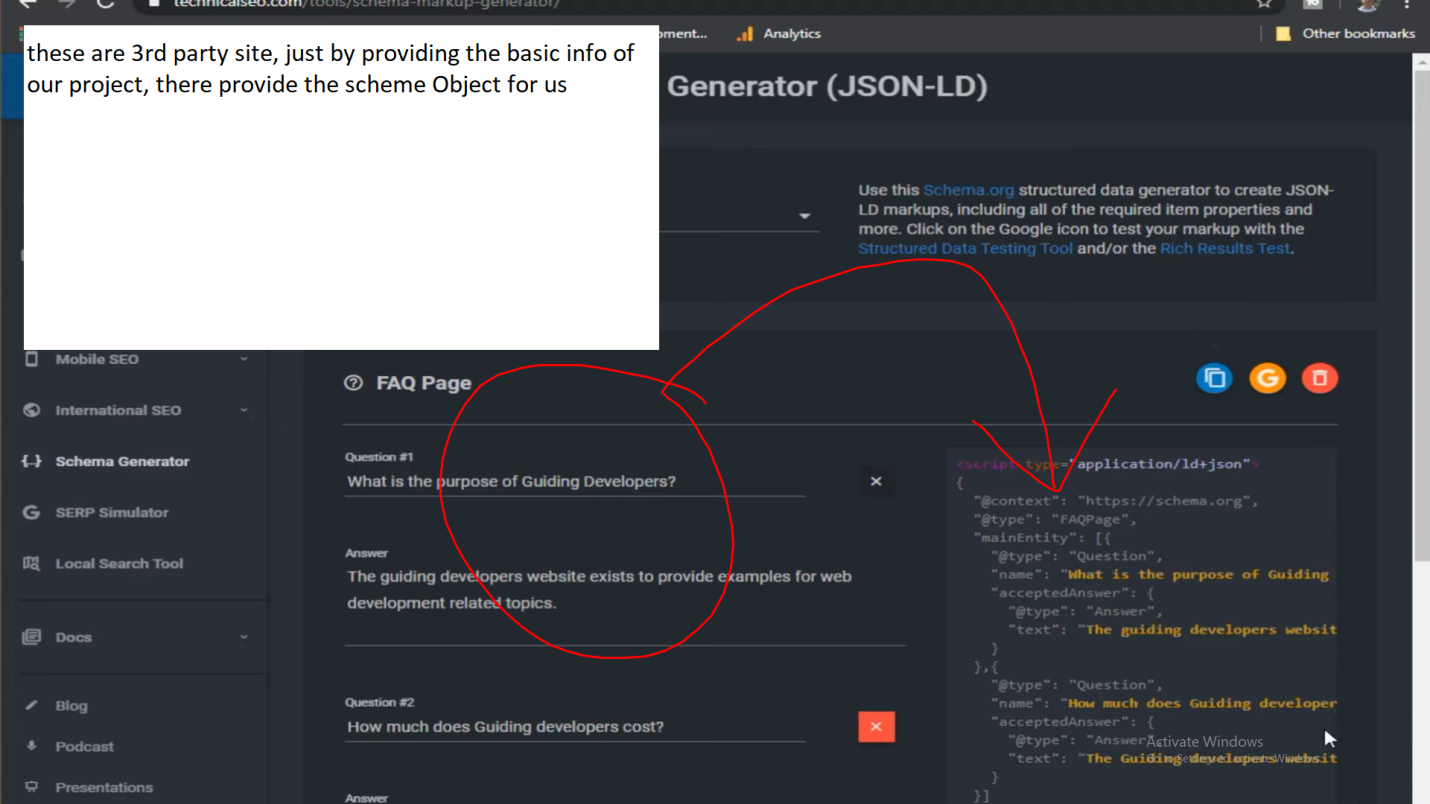 technicalseo.com/tools/schema-markup-generator/
these are 3rd party site, just by providing the basic info of
our project, there provide the scheme Object for us
pment...
Analytics
Other bookmarks
Generator (JSON-LD)
Use this Schema.org structured data generator to create JSON-
LD markups, including all of the required item properties and
more. Click on the Google icon to test your markup with the
Structured Data Testing Tool and/or the Rich Results Test.
Mobile SEO
International SEO
Schema Generator
SERP Simulator
Local Search Tool
Docs
Blog
Podcast
Presentations
FAQ Page
Question #1
What is the purpose of Guiding Developers?
Answer
The guiding developers website exists to provide examples for web
development related topics.
Question #2
How much does Guiding developers cost?
Answer
<script type="application/ld+json">
{
"@context": "https://schema.org",
"@type": "FAQPage",
"mainEntity": [{
"@type": "Question",
"name": "What is the purpose of Guiding
"acceptedAnswer": {
"@type": "Answer",
"text": "The guiding developers websit
}
},{
"@type": "Question",
"name": "How much does Guiding developer
"acceptedAnswer": {
"@type": "Answer",
"text": "The Guiding developers websit
}
}]
Activate Windows